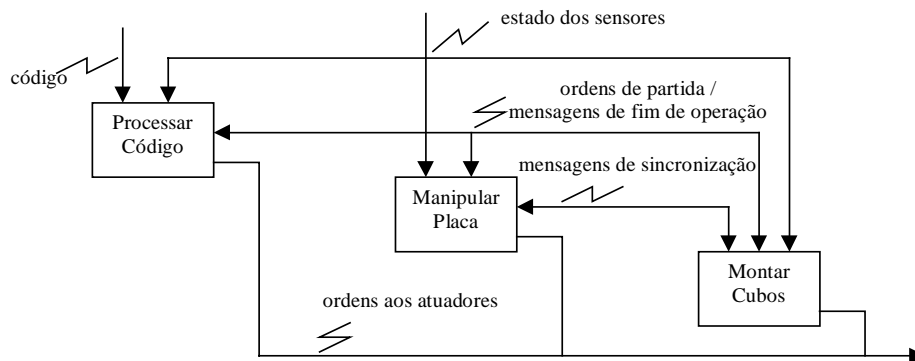 estado dos sensores
código
ordens de partida /
mensagens de fim de operação
Processar
Código
mensagens de sincronização
Manipular
Placa
Montar
Cubos
ordens aos atuadores